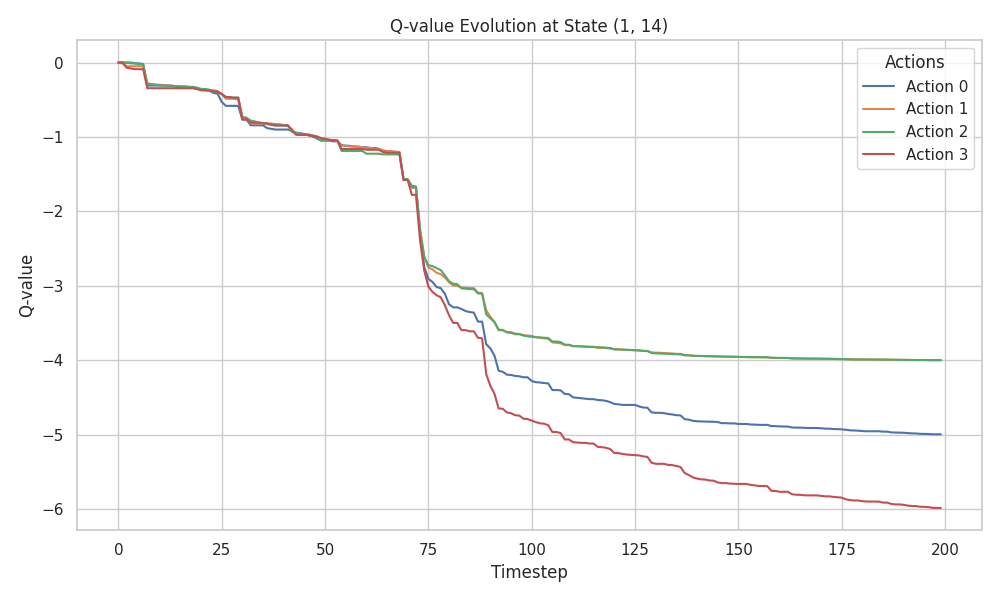 Q-value Evolution at State (1, 14)
Actions
Action 0
Action 1
Action 2
Action 3
Q-value
0
−1
−2
−3
−4
−5
−6
0 25 50 75 100 125 150 175 200
Timestep